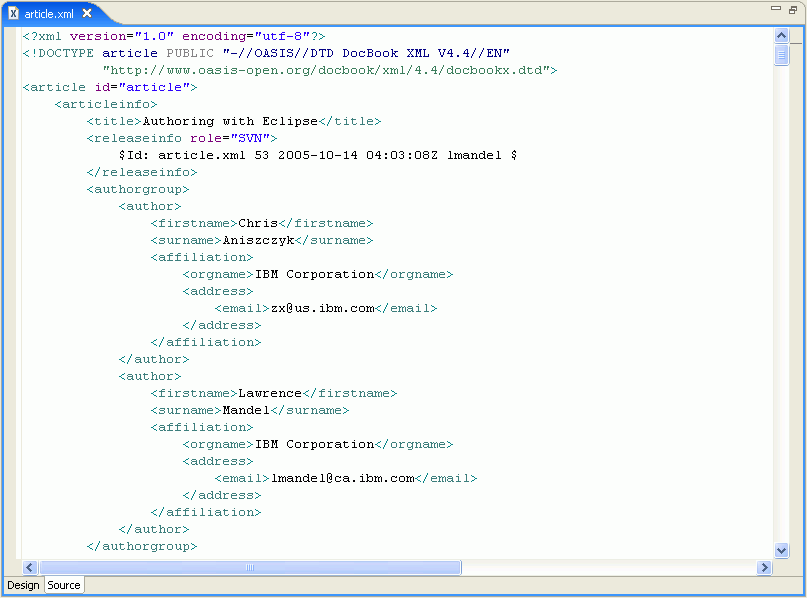 article.xml
<?xml version="1.0" encoding="utf-8"?>
<!DOCTYPE article PUBLIC "-//OASIS//DTD DocBook XML V4.4//EN"
"http://www.oasis-open.org/docbook/xml/4.4/docbookx.dtd">
<article id="article">
<articleinfo>
<title>Authoring with Eclipse</title>
<releaseinfo role="SVN">
$Id: article.xml 53 2005-10-14 04:03:08Z lmandel $
</releaseinfo>
<authorgroup>
<author>
<firstname>Chris</firstname>
<surname>Aniszczyk</surname>
<affiliation>
<orgname>IBM Corporation</orgname>
<address>
<email>zx@us.ibm.com</email>
</address>
</affiliation>
</author>
<author>
<firstname>Lawrence</firstname>
<surname>Mandel</surname>
<affiliation>
<orgname>IBM Corporation</orgname>
<address>
<email>lmandel@ca.ibm.com</email>
</address>
</affiliation>
</author>
</authorgroup>
Design Source